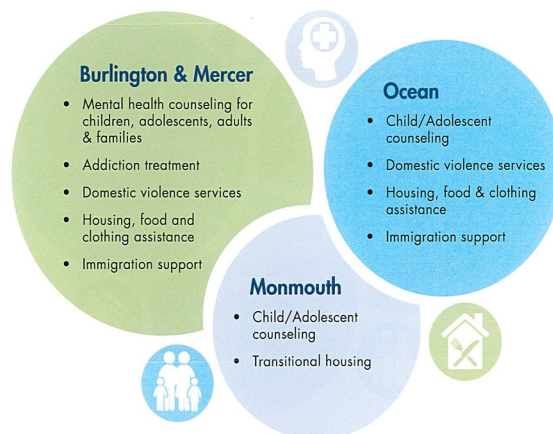 Burlington & Mercer
• Mental health counseling for
children, adolescents, adults
& families
• Addiction treatment
• Domestic violence services
• Housing, food and
clothing assistance
• Immigration support
Ocean
• Child/Adolescent
counseling
• Domestic violence services
• Housing, food & clothing
assistance
• Immigration support
Monmouth
• Child/Adolescent
counseling
• Transitional housing